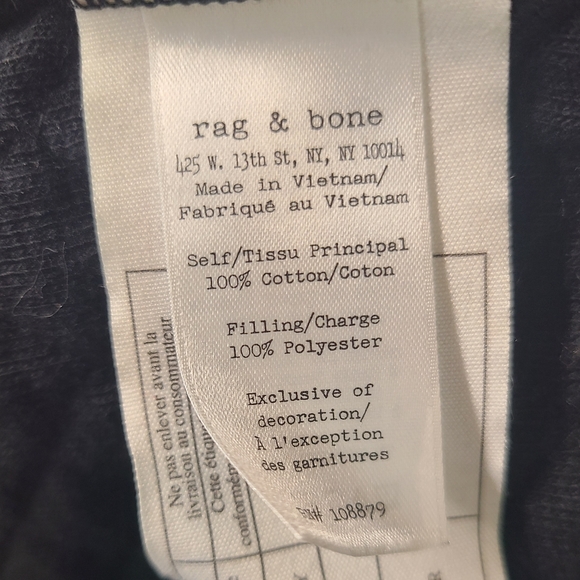 rag & bone
425 W. 13th St, NY, NY 10014
Made in Vietnam/
Fabriqué au Vietnam
Self/Tissu Principal
100% Cotton/Coton
Filling/Charge
100% Polyester
Exclusive of
decoration/
À l'exception
des garnitures
108879
Ne pas enlever avant la
livraison au consommateur
Cette